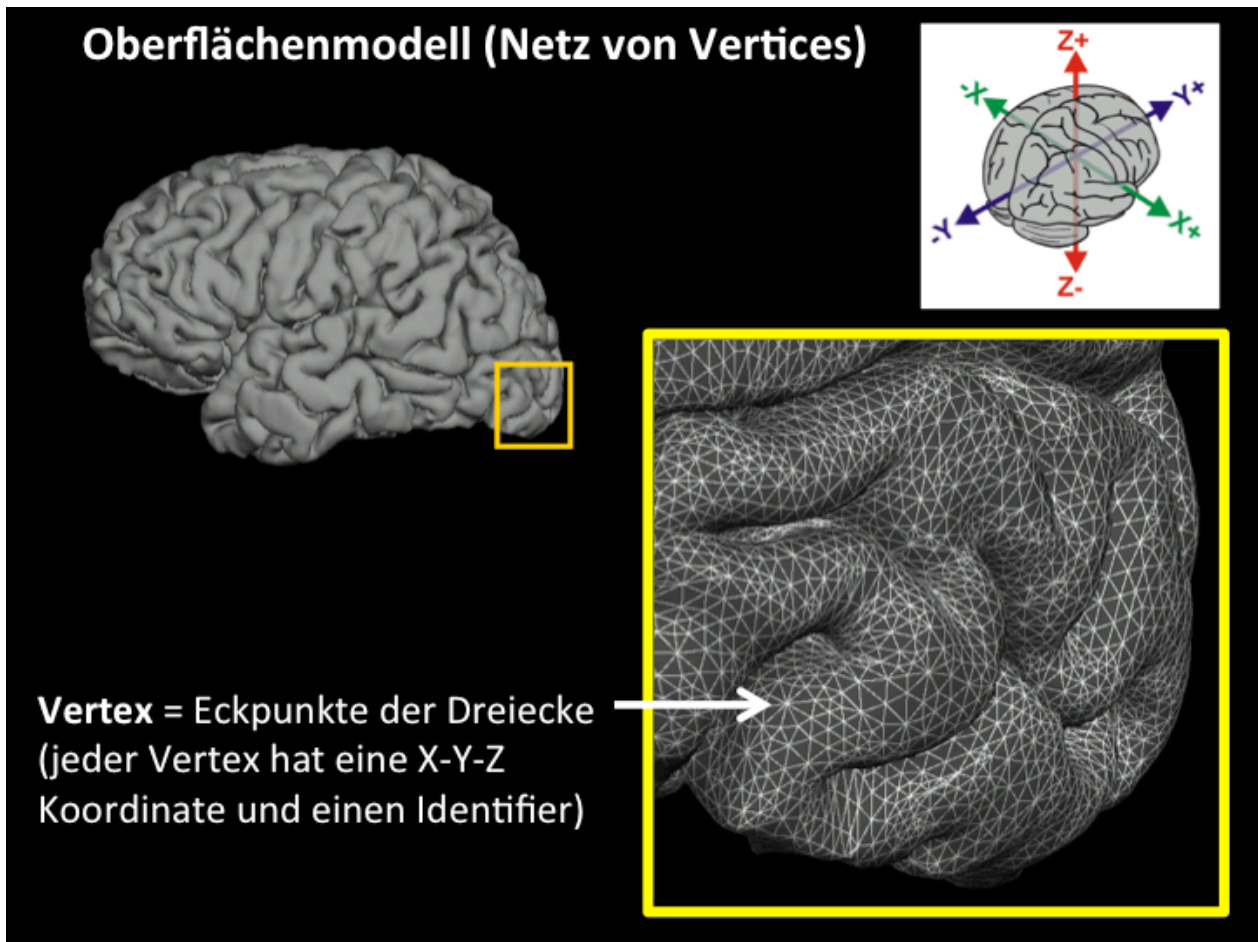 Oberflächenmodell (Netz von Vertices)
Z+
-X
Y+
-Y
X+
Z-
Vertex = Eckpunkte der Dreiecke
(jeder Vertex hat eine X-Y-Z
Koordinate und einen Identifier)